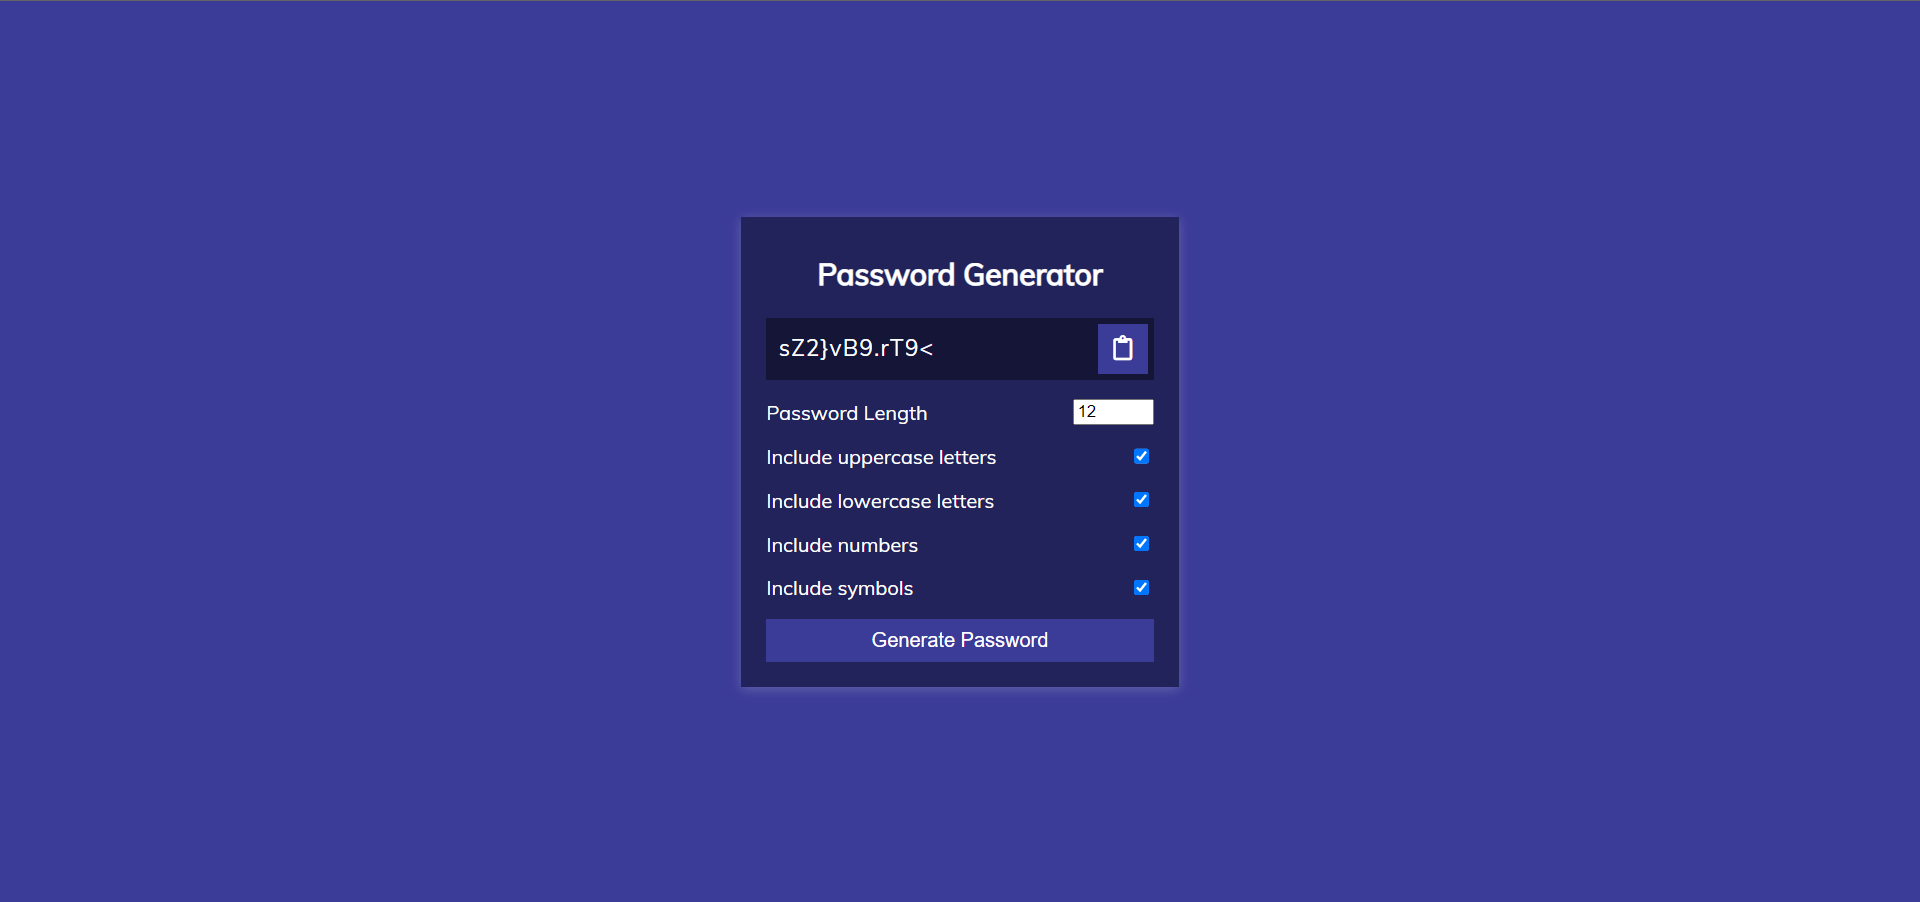 Password Generator
sZ2}vB9.rT9<
Password Length 12
Include uppercase letters
Include lowercase letters
Include numbers
Include symbols
Generate Password